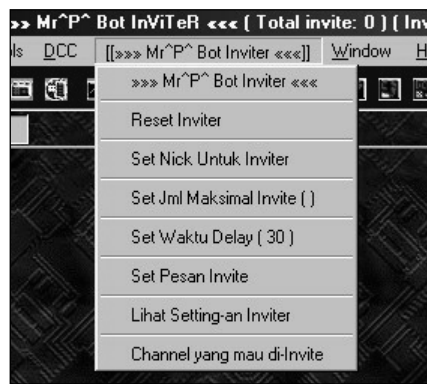 »» Mr^P^ Bot InViTeR ««« ( Total invite: 0 ) ( Inv
ls DCC [[»»» Mr^P^ Bot Inviter «««]] Window H
»»» Mr^P^ Bot Inviter «««
Reset Inviter
Set Nick Untuk Inviter
Set Jml Maksimal Invite ( )
Set Waktu Delay ( 30 )
Set Pesan Invite
Lihat Setting-an Inviter
Channel yang mau di-Invite